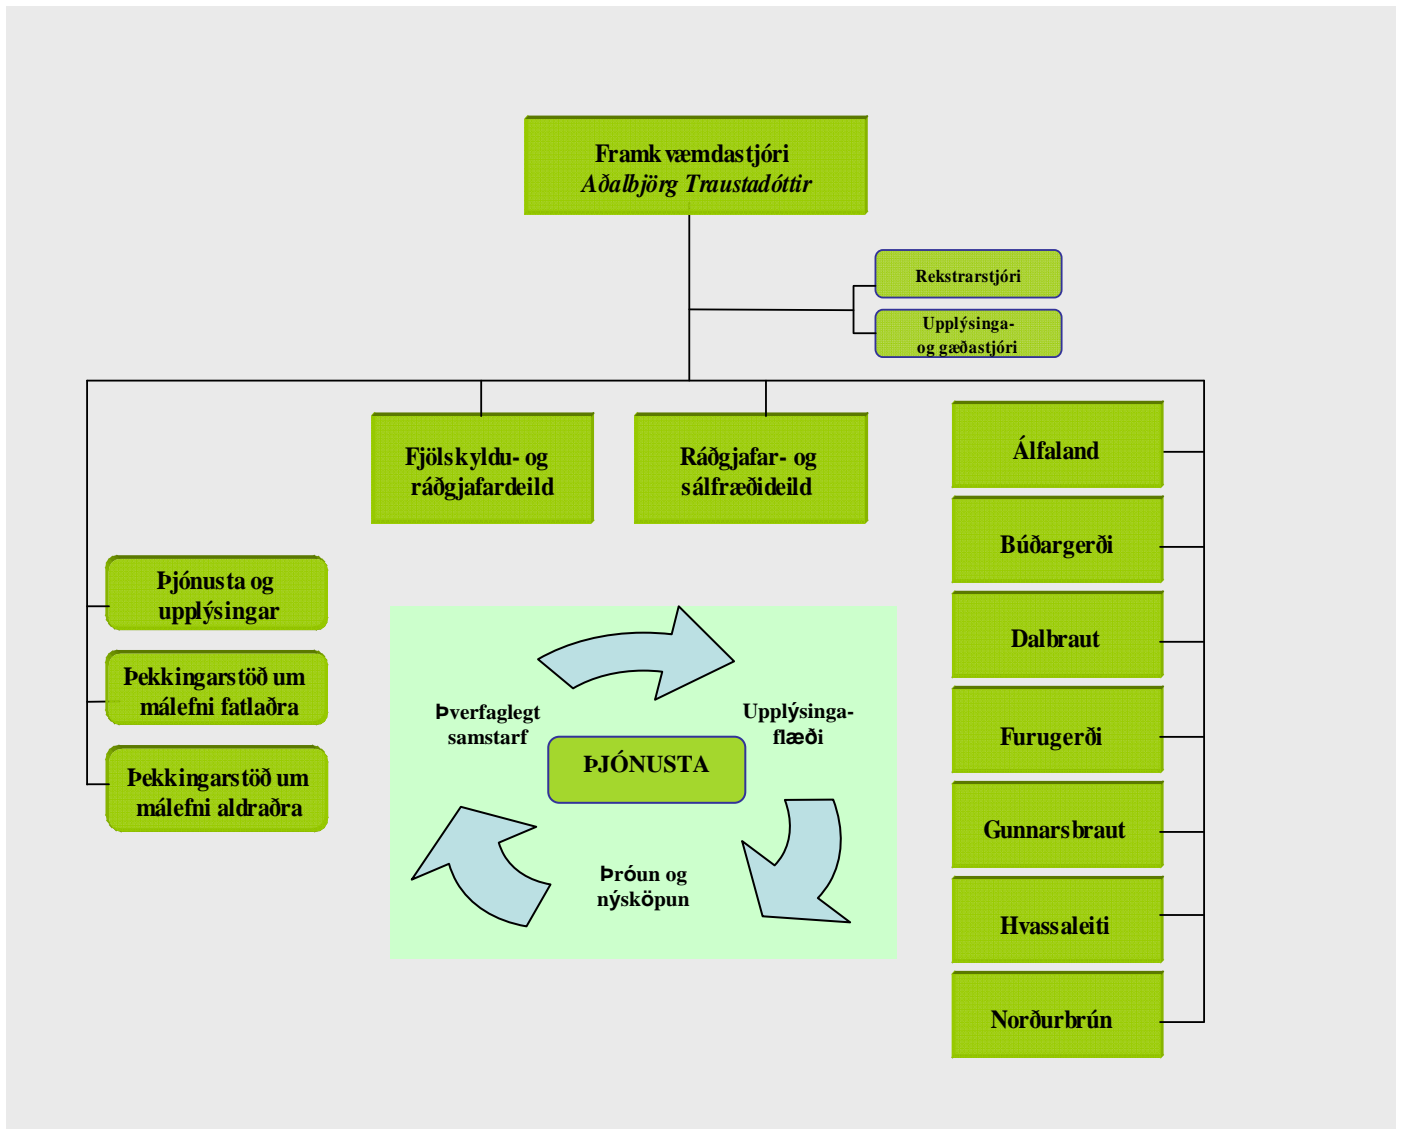 Framkvæmdastjóri
Aðalbjörg Traustadóttir
Rekstrarstjóri
Upplýsinga-
og gæðastjóri
Fjölskyldu- og
ráðgjafardeild
Ráðgjafar- og
sálfræðideild
Þjónusta og
upplýsingar
Þekkingarstöð um
málefni fatlaðra
Þekkingarstöð um
málefni aldraðra
Þverfaglegt
samstarf
Upplýsinga-
flæði
ÞJÓNUSTA
Þróun og
nýsköpun
Álfaland
Búðargerði
Dalbraut
Furugerði
Gunnarsbraut
Hvassaleiti
Norðurbrún